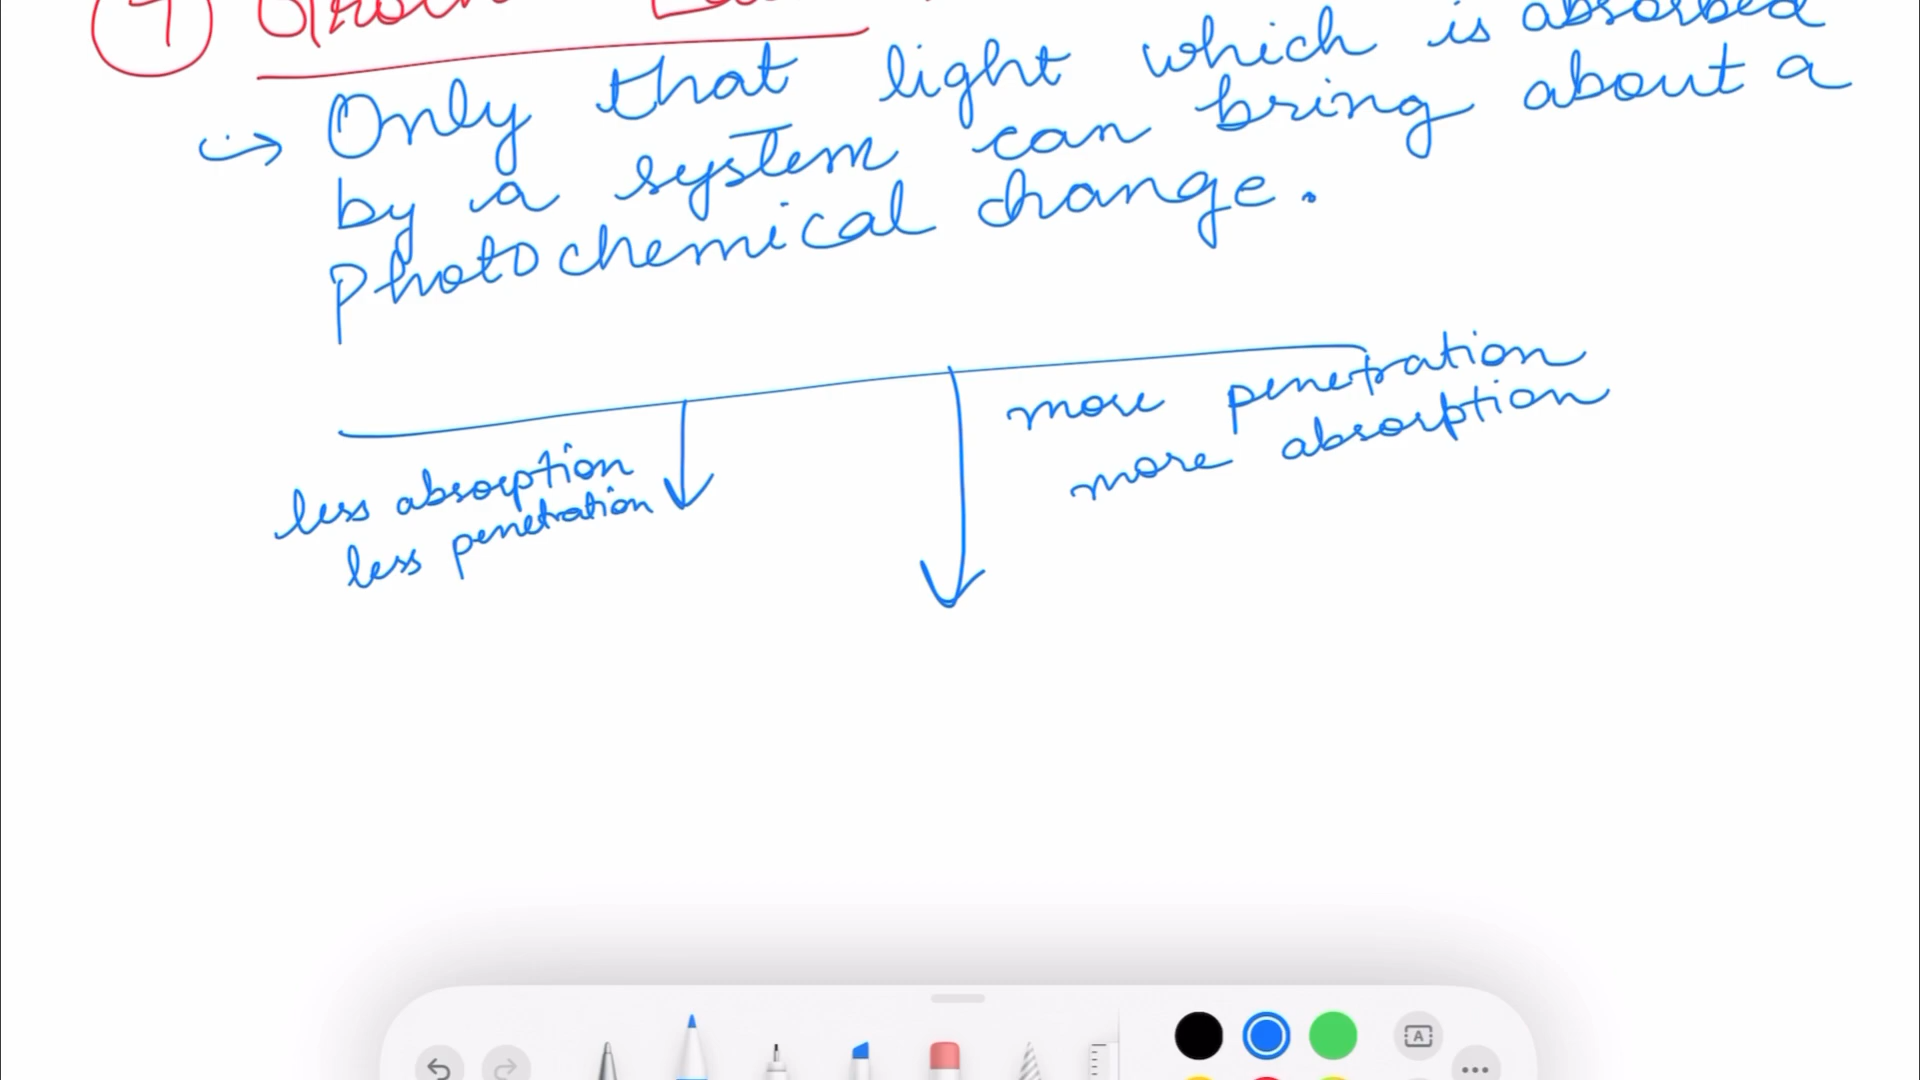 Only that light which is absorbed
by a system can bring about a
photochemical change.
less absorption
less penetration
more penetration
more absorption
A